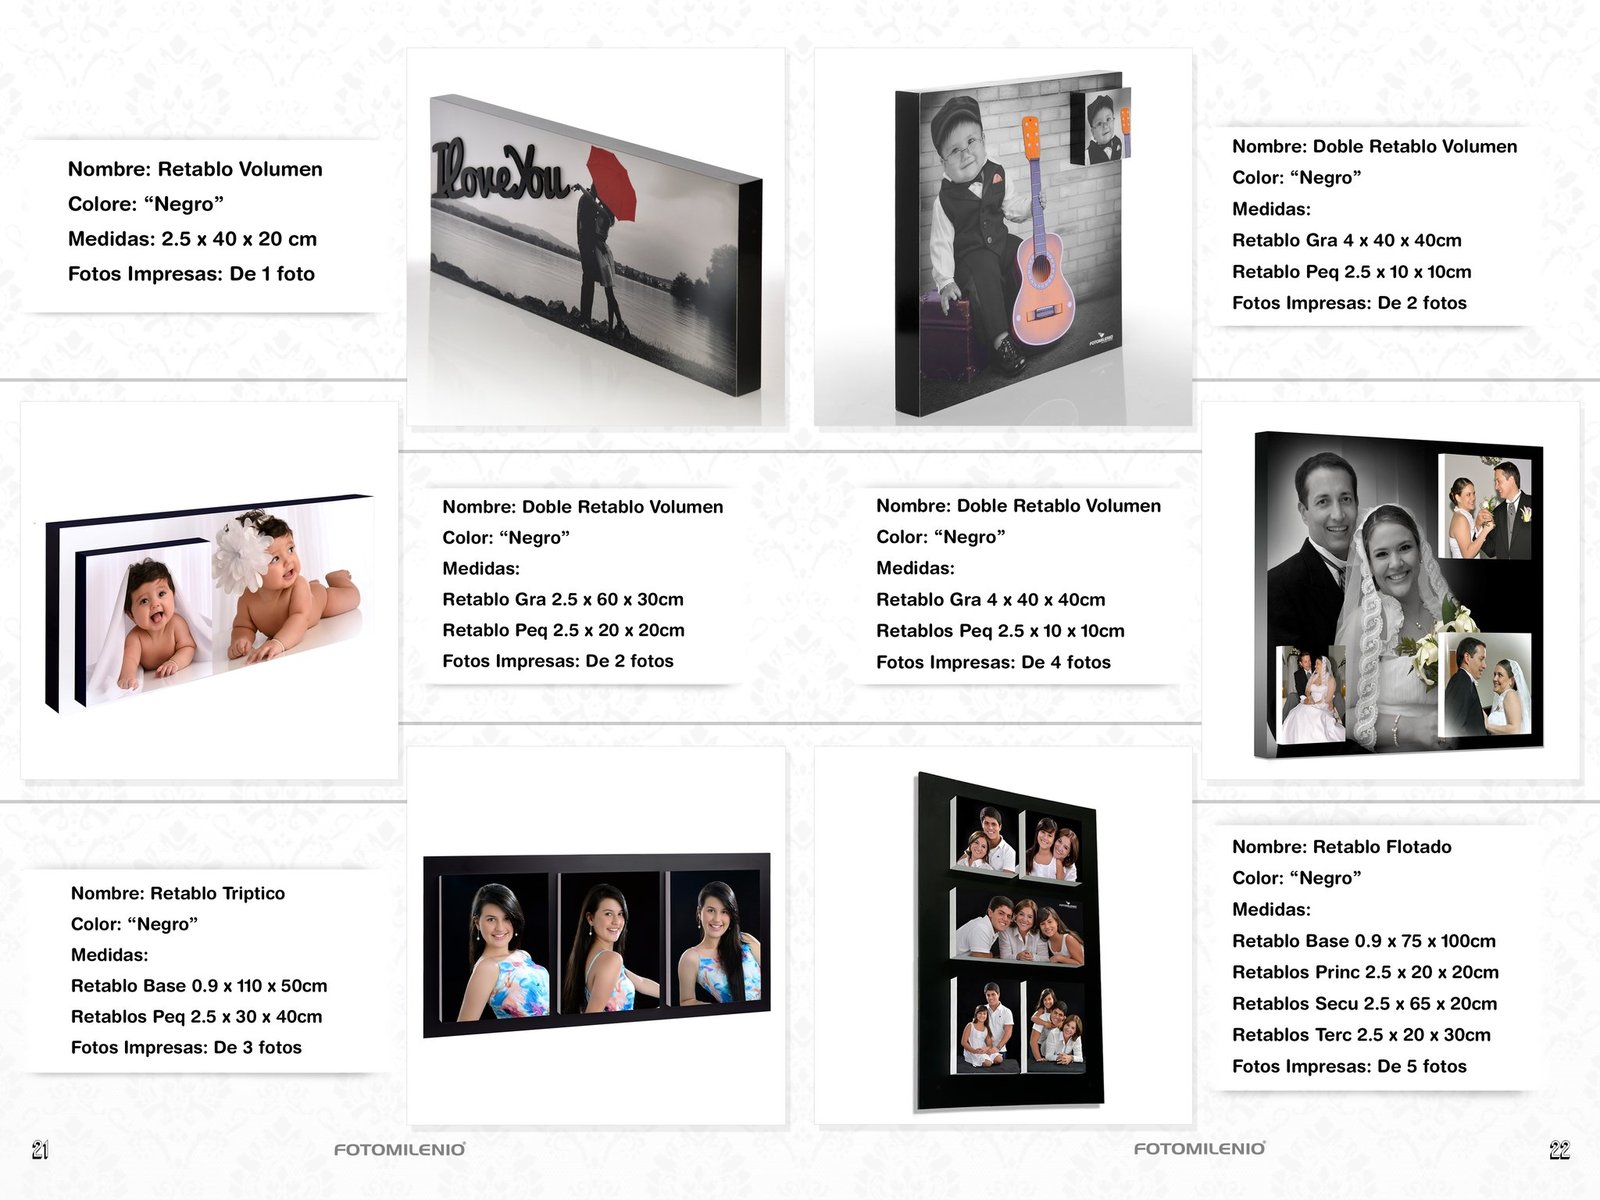 Nombre: Retablo Volumen
Colore: “Negro”
Medidas: 2.5 x 40 x 20 cm
Fotos Impresas: De 1 foto
I love You
FOTOMILENIO
Nombre: Doble Retablo Volumen
Color: “Negro”
Medidas:
Retablo Gra 4 x 40 x 40cm
Retablo Peq 2.5 x 10 x 10cm
Fotos Impresas: De 2 fotos
Nombre: Doble Retablo Volumen
Color: “Negro”
Medidas:
Retablo Gra 2.5 x 60 x 30cm
Retablo Peq 2.5 x 20 x 20cm
Fotos Impresas: De 2 fotos
Nombre: Doble Retablo Volumen
Color: “Negro”
Medidas:
Retablo Gra 4 x 40 x 40cm
Retablos Peq 2.5 x 10 x 10cm
Fotos Impresas: De 4 fotos
Nombre: Retablo Triptico
Color: “Negro”
Medidas:
Retablo Base 0.9 x 110 x 50cm
Retablos Peq 2.5 x 30 x 40cm
Fotos Impresas: De 3 fotos
FOTOMILENIO
Nombre: Retablo Flotado
Color: “Negro”
Medidas:
Retablo Base 0.9 x 75 x 100cm
Retablos Princ 2.5 x 20 x 20cm
Retablos Secu 2.5 x 65 x 20cm
Retablos Terc 2.5 x 20 x 30cm
Fotos Impresas: De 5 fotos
21
FOTOMILENIO®
FOTOMILENIO®
22